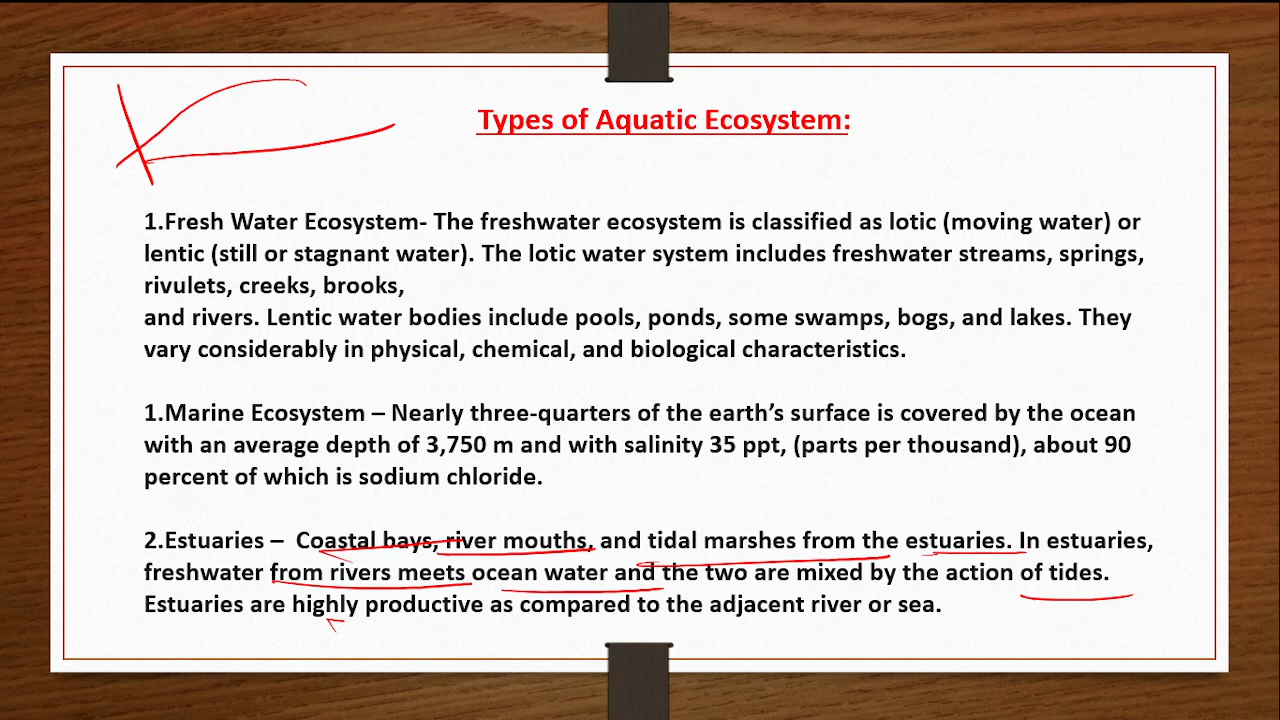 Types of Aquatic Ecosystem:
1.Fresh Water Ecosystem- The freshwater ecosystem is classified as lotic (moving water) or
lentic (still or stagnant water). The lotic water system includes freshwater streams, springs,
rivulets, creeks, brooks,
and rivers. Lentic water bodies include pools, ponds, some swamps, bogs, and lakes. They
vary considerably in physical, chemical, and biological characteristics.
1.Marine Ecosystem – Nearly three-quarters of the earth’s surface is covered by the ocean
with an average depth of 3,750 m and with salinity 35 ppt, (parts per thousand), about 90
percent of which is sodium chloride.
2.Estuaries – Coastal bays, river mouths, and tidal marshes from the estuaries. In estuaries,
freshwater from rivers meets ocean water and the two are mixed by the action of tides.
Estuaries are highly productive as compared to the adjacent river or sea.